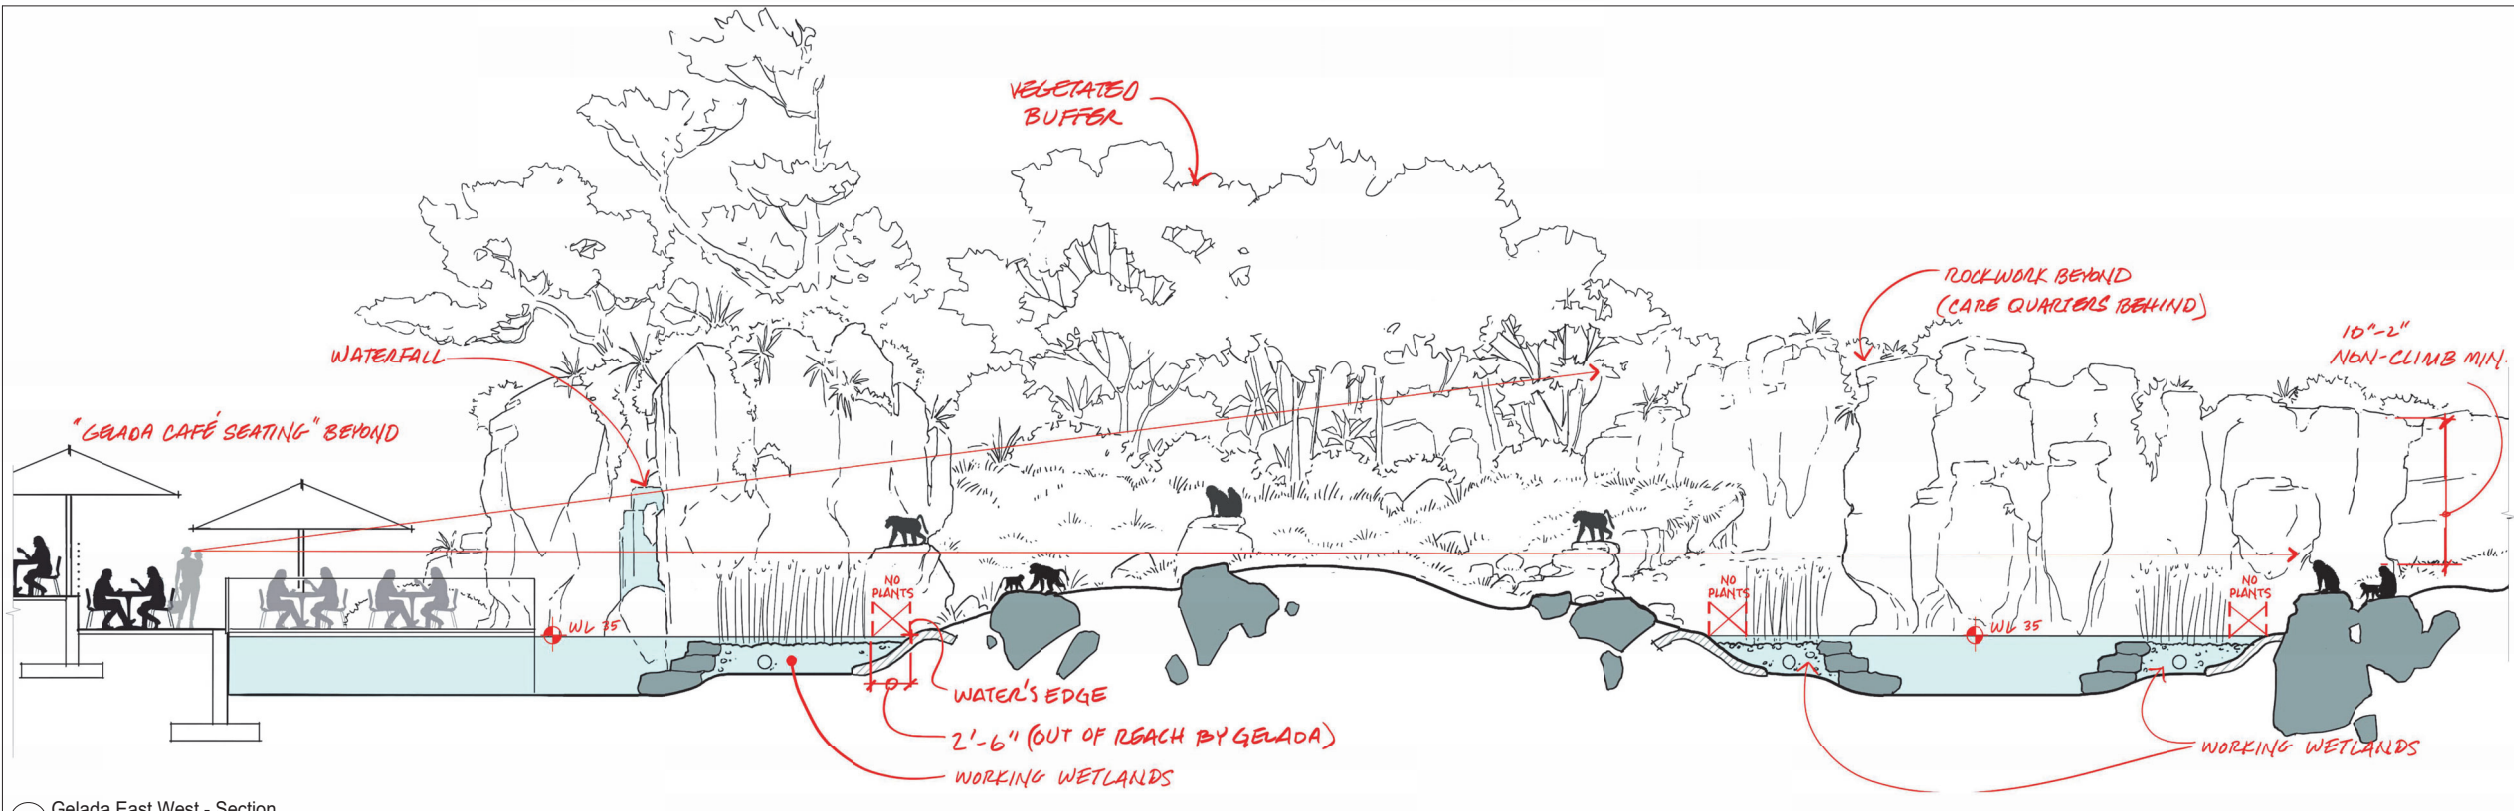 VEGETATED
BUFFER
ROCKWORK BEYOND
(CARE QUARTERS BEHIND)
10"-2"
NON-CLIMB MIN.
WATERFALL
"GELADA CAFÉ SEATING" BEYOND
NO
PLANTS
NO
PLANTS
NO
PLANTS
WL 35
WL 35
WATER'S EDGE
2'-6" (OUT OF REACH BY GELADA)
WORKING WETLANDS
WORKING WETLANDS
Gelada East West - Section